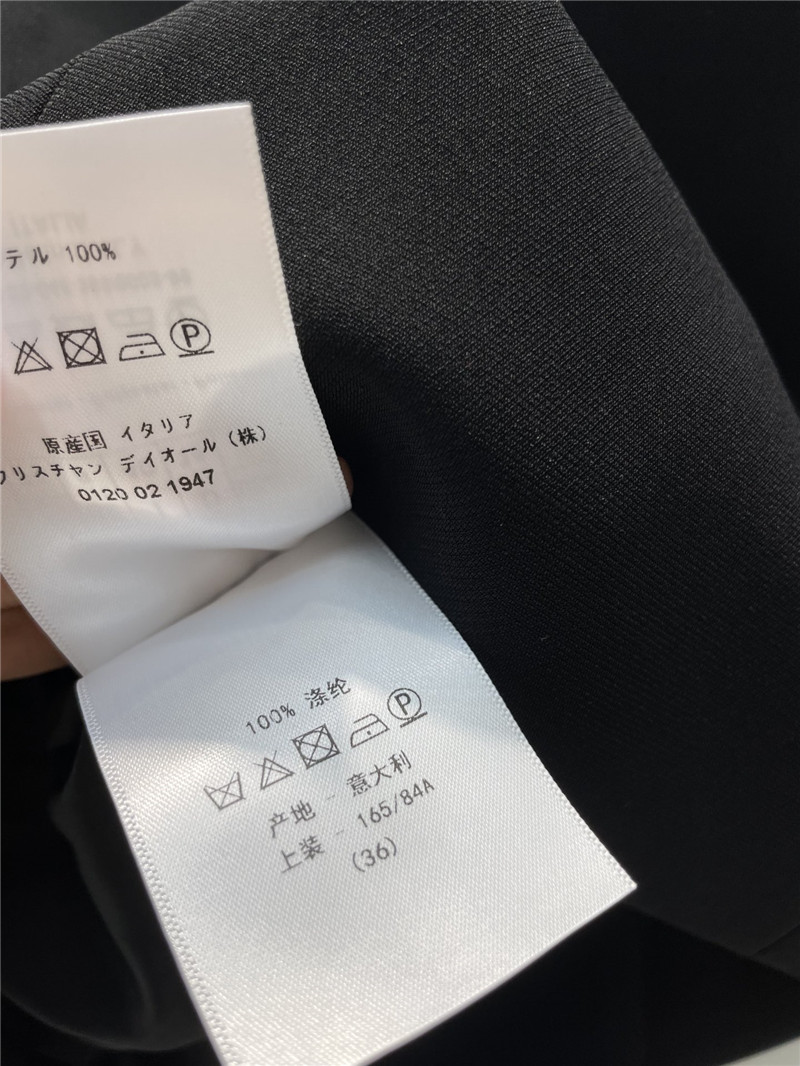 テル 100%
P
原産国 イタリア
クリスチャン デイオール (株)
0120 02 1947
100% 涤纶
P
产地 - 意大利
上装 - 165/84A
(36)